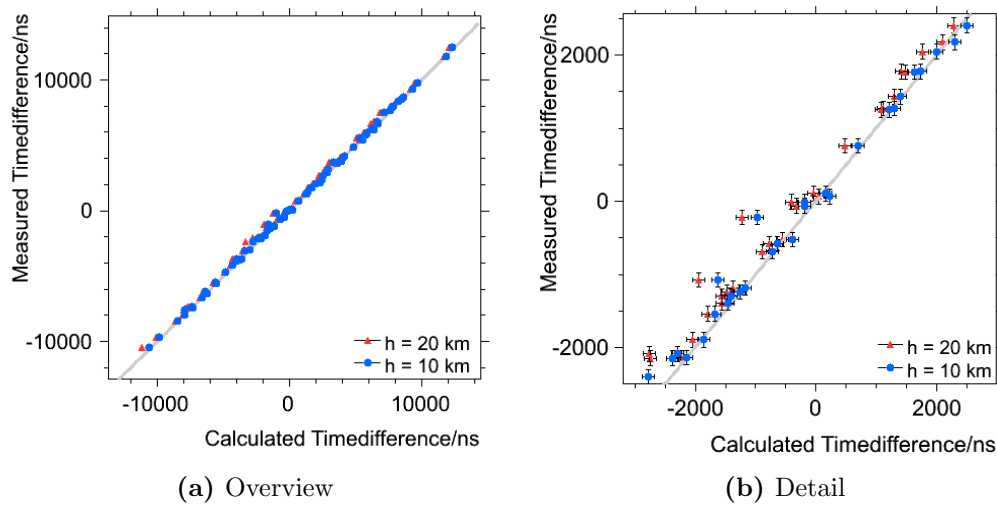 Measured Timedifference/ns
10000
0
-10000
h = 20 km
h = 10 km
-10000 0 10000
Calculated Timedifference/ns
(a) Overview
Measured Timedifference/ns
2000
0
-2000
h = 20 km
h = 10 km
-2000 0 2000
Calculated Timedifference/ns
(b) Detail